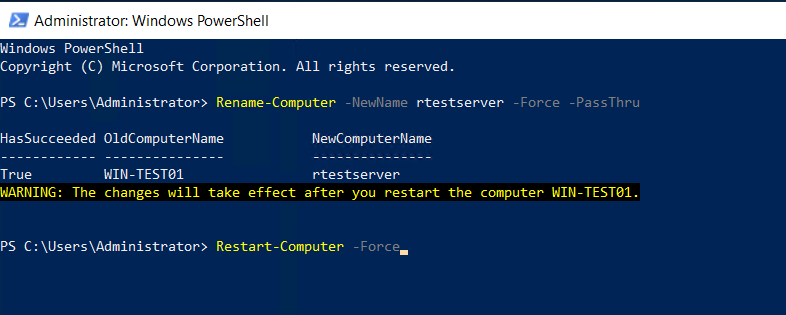 Administrator: Windows PowerShell
Windows PowerShell
Copyright (C) Microsoft Corporation. All rights reserved.
PS C:\Users\Administrator> Rename-Computer -NewName rtestserver -Force -PassThru
HasSucceeded OldComputerName           NewComputerName
------------ ---------------           ---------------
True         WIN-TEST01                rtestserver
WARNING: The changes will take effect after you restart the computer WIN-TEST01.
PS C:\Users\Administrator> Restart-Computer -Force